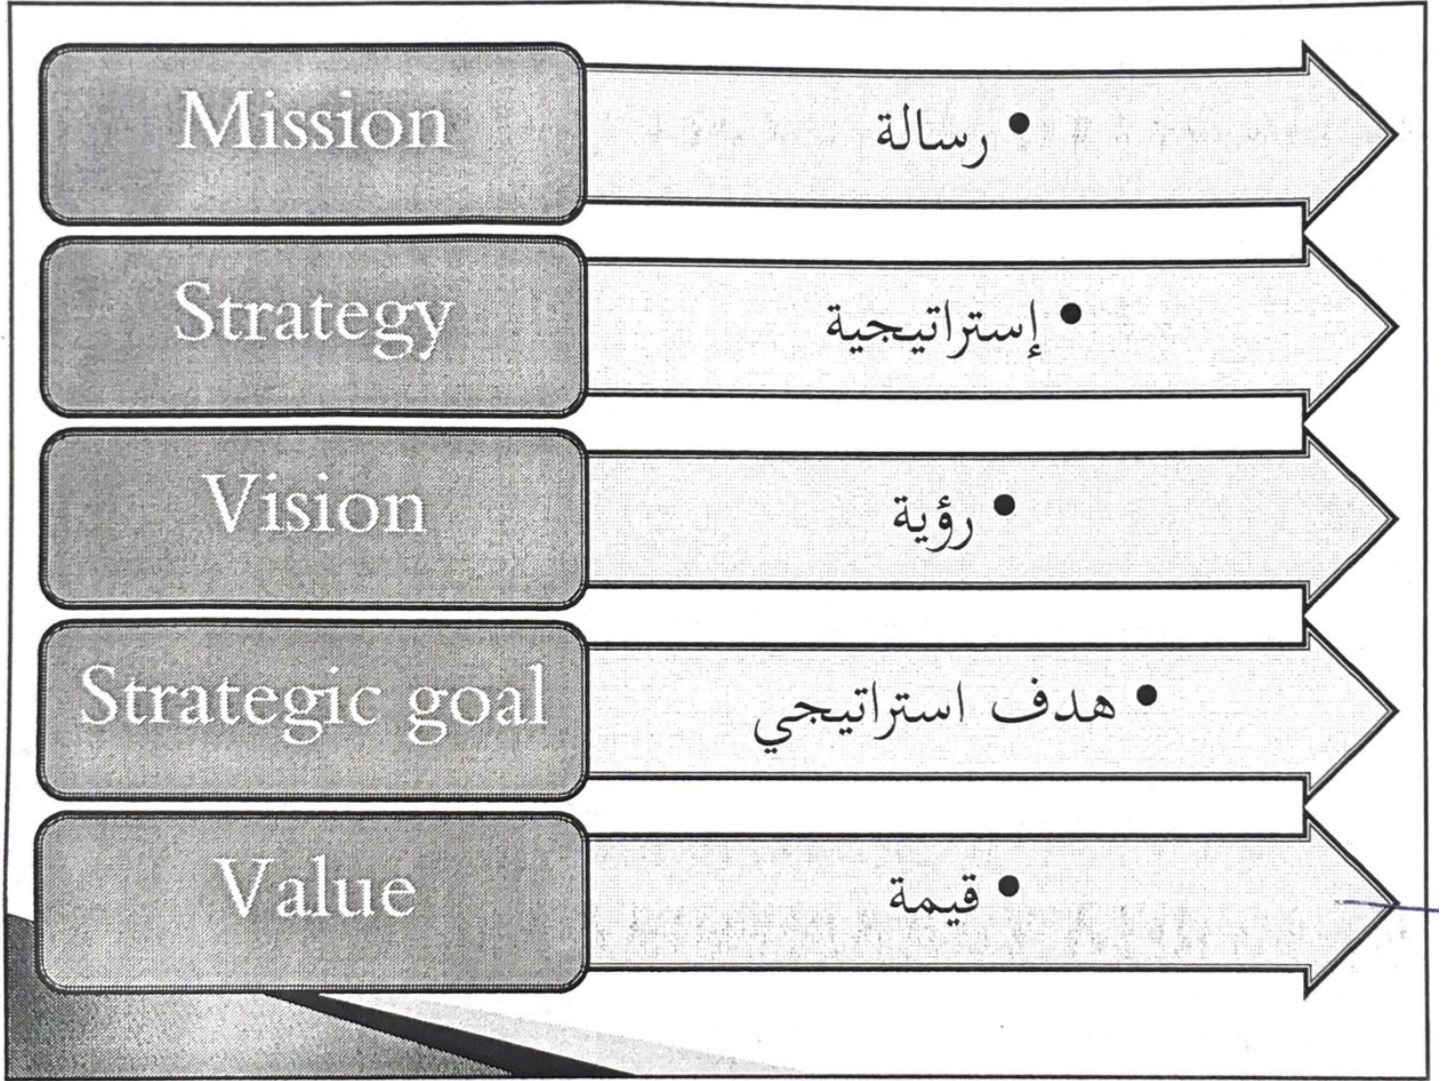 Mission
• رسالة
Strategy
• إستراتيجية
Vision
• رؤية
Strategic goal
• هدف استراتيجي
Value
• قيمة